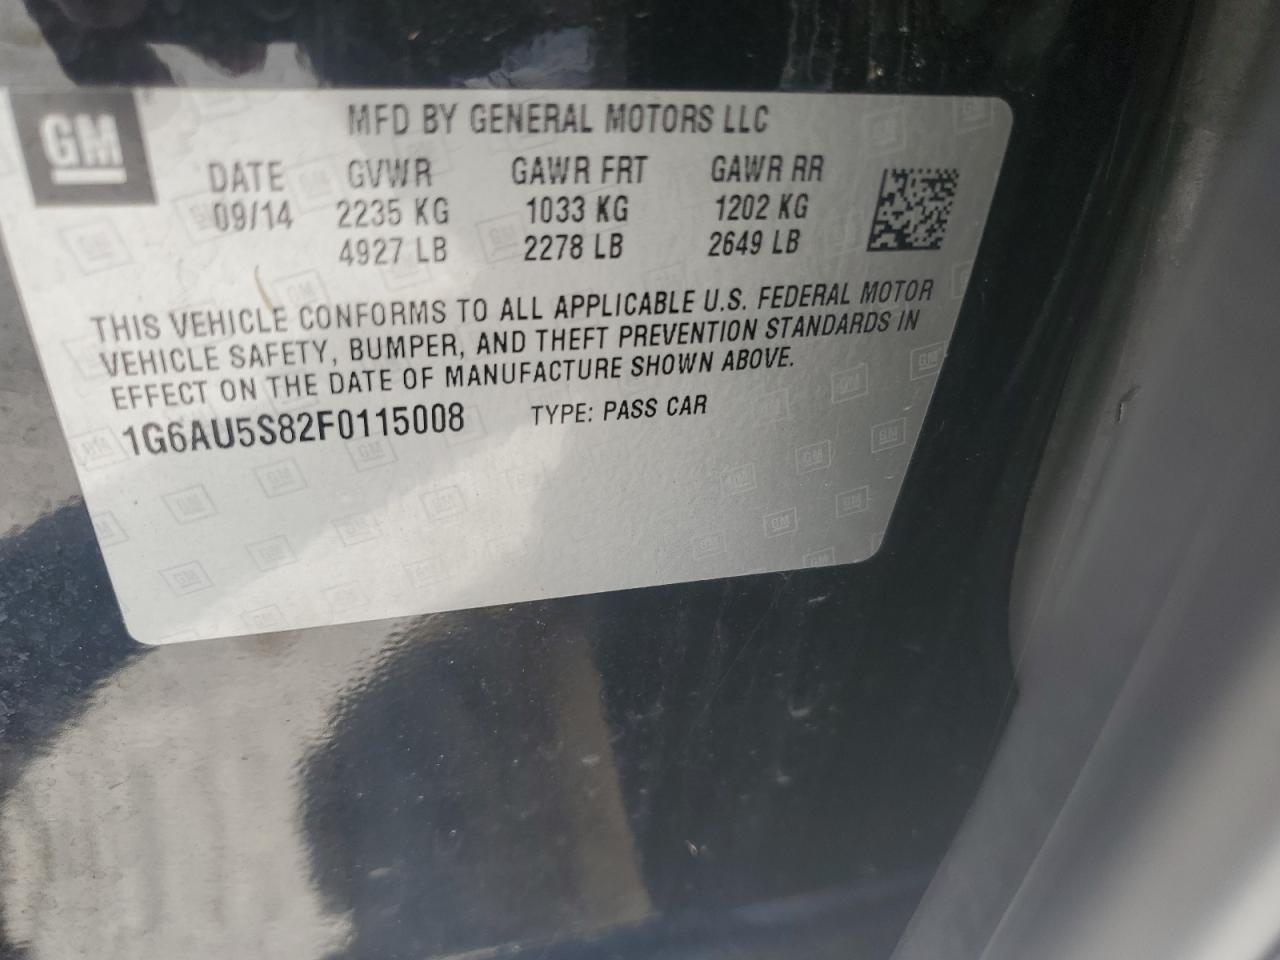 GM
MFD BY GENERAL MOTORS LLC
DATE GVWR GAWR FRT GAWR RR
09/14 2235 KG 1033 KG 1202 KG
4927 LB 2278 LB 2649 LB
THIS VEHICLE CONFORMS TO ALL APPLICABLE U.S. FEDERAL MOTOR
VEHICLE SAFETY, BUMPER, AND THEFT PREVENTION STANDARDS IN
EFFECT ON THE DATE OF MANUFACTURE SHOWN ABOVE.
1G6AU5S82F0115008 TYPE: PASS CAR